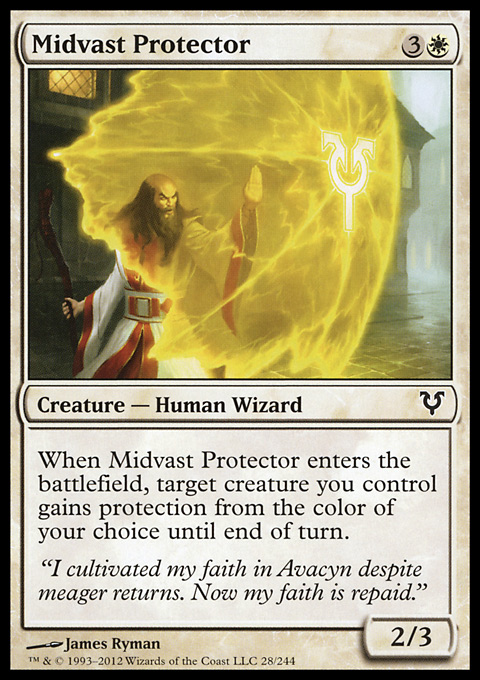 Midvast Protector 3
Creature — Human Wizard
When Midvast Protector enters the
battlefield, target creature you control
gains protection from the color of
your choice until end of turn.
“I cultivated my faith in Avacyn despite
meager returns. Now my faith is repaid.”
James Ryman
2/3
™ & © 1993–2012 Wizards of the Coast LLC 28/244